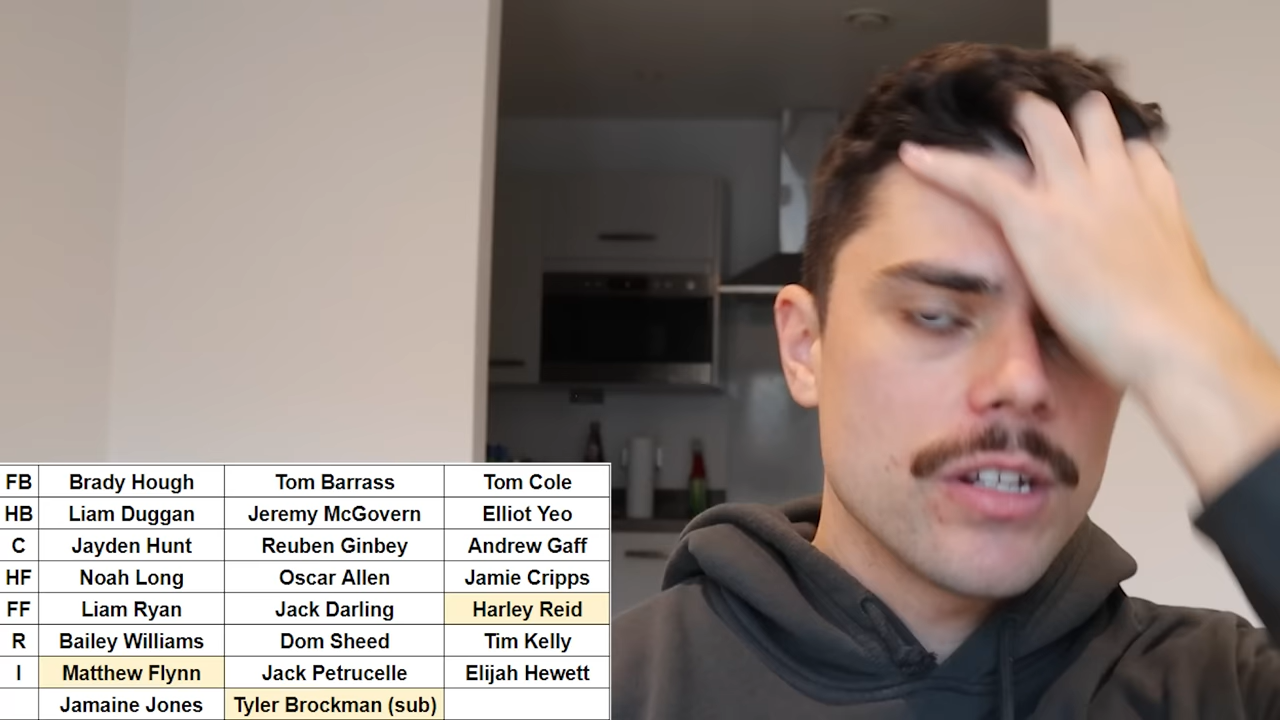 FB Brady Hough Tom Barrass Tom Cole
HB Liam Duggan Jeremy McGovern Elliot Yeo
C Jayden Hunt Reuben Ginbey Andrew Gaff
HF Noah Long Oscar Allen Jamie Cripps
FF Liam Ryan Jack Darling Harley Reid
R Bailey Williams Dom Sheed Tim Kelly
I Matthew Flynn Jack Petrucelle Elijah Hewett
Jamaine Jones Tyler Brockman (sub)